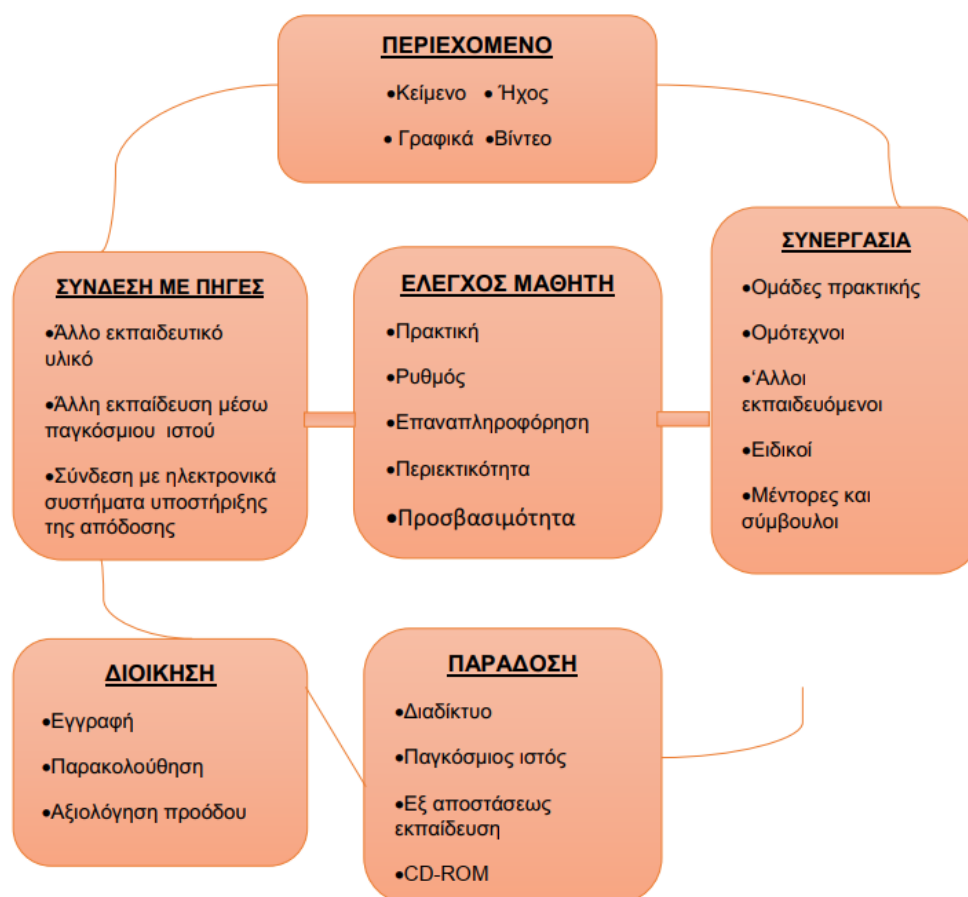 ΠΕΡΙΕΧΟΜΕΝΟ
•Κείμενο • Ήχος
• Γραφικά •Βίντεο
ΣΥΝΔΕΣΗ ΜΕ ΠΗΓΕΣ
•Άλλο εκπαιδευτικό
υλικό
•Άλλη εκπαίδευση μέσω
παγκόσμιου ιστού
•Σύνδεση με ηλεκτρονικά
συστήματα υποστήριξης
της απόδοσης
ΕΛΕΓΧΟΣ ΜΑΘΗΤΗ
•Πρακτική
•Ρυθμός
•Επαναπληροφόρηση
•Περιεκτικότητα
•Προσβασιμότητα
ΣΥΝΕΡΓΑΣΙΑ
•Ομάδες πρακτικής
•Ομότεχνοι
•‘Αλλοι
εκπαιδευόμενοι
•Ειδικοί
•Μέντορες και
σύμβουλοι
ΔΙΟΙΚΗΣΗ
•Εγγραφή
•Παρακολούθηση
•Αξιολόγηση προόδου
ΠΑΡΑΔΟΣΗ
•Διαδίκτυο
•Παγκόσμιος ιστός
•Εξ αποστάσεως
εκπαίδευση
•CD-ROM